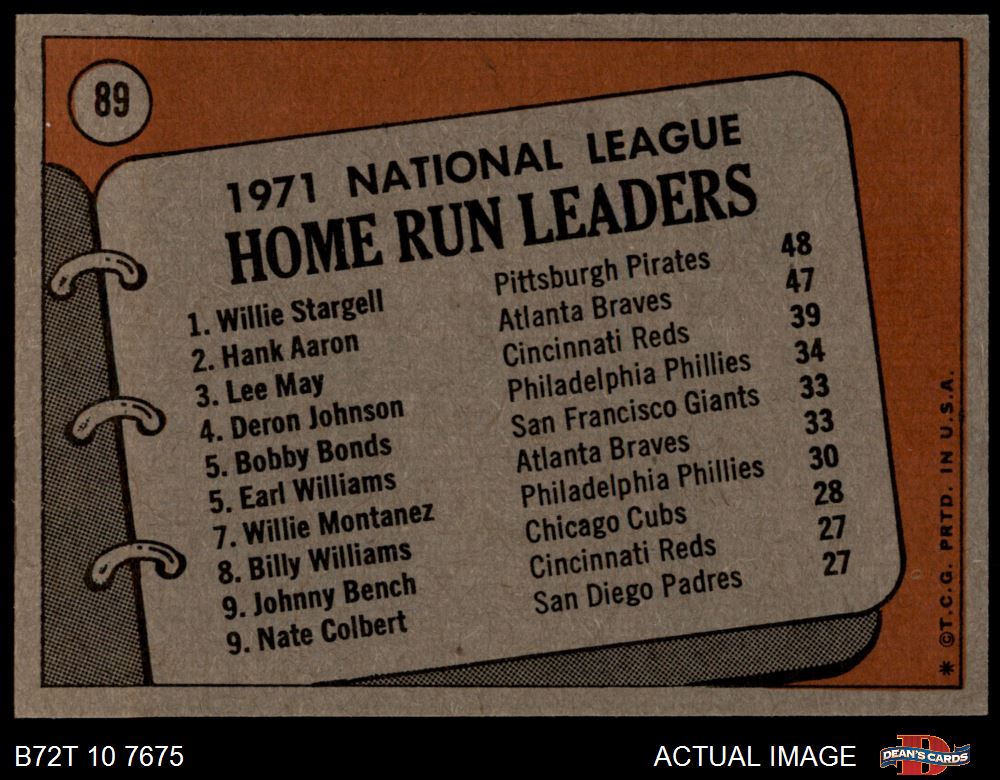 89
1971 NATIONAL LEAGUE
HOME RUN LEADERS
1. Willie Stargell Pittsburgh Pirates 48
2. Hank Aaron Atlanta Braves 47
3. Lee May Cincinnati Reds 39
4. Deron Johnson Philadelphia Phillies 34
5. Bobby Bonds San Francisco Giants 33
5. Earl Williams Atlanta Braves 33
7. Willie Montanez Philadelphia Phillies 30
8. Billy Williams Chicago Cubs 28
9. Johnny Bench Cincinnati Reds 27
9. Nate Colbert San Diego Padres 27
* ©T.C.G. PRTD. IN U.S.A.
B72T 10 7675 ACTUAL IMAGE
D
DEAN'S CARDS